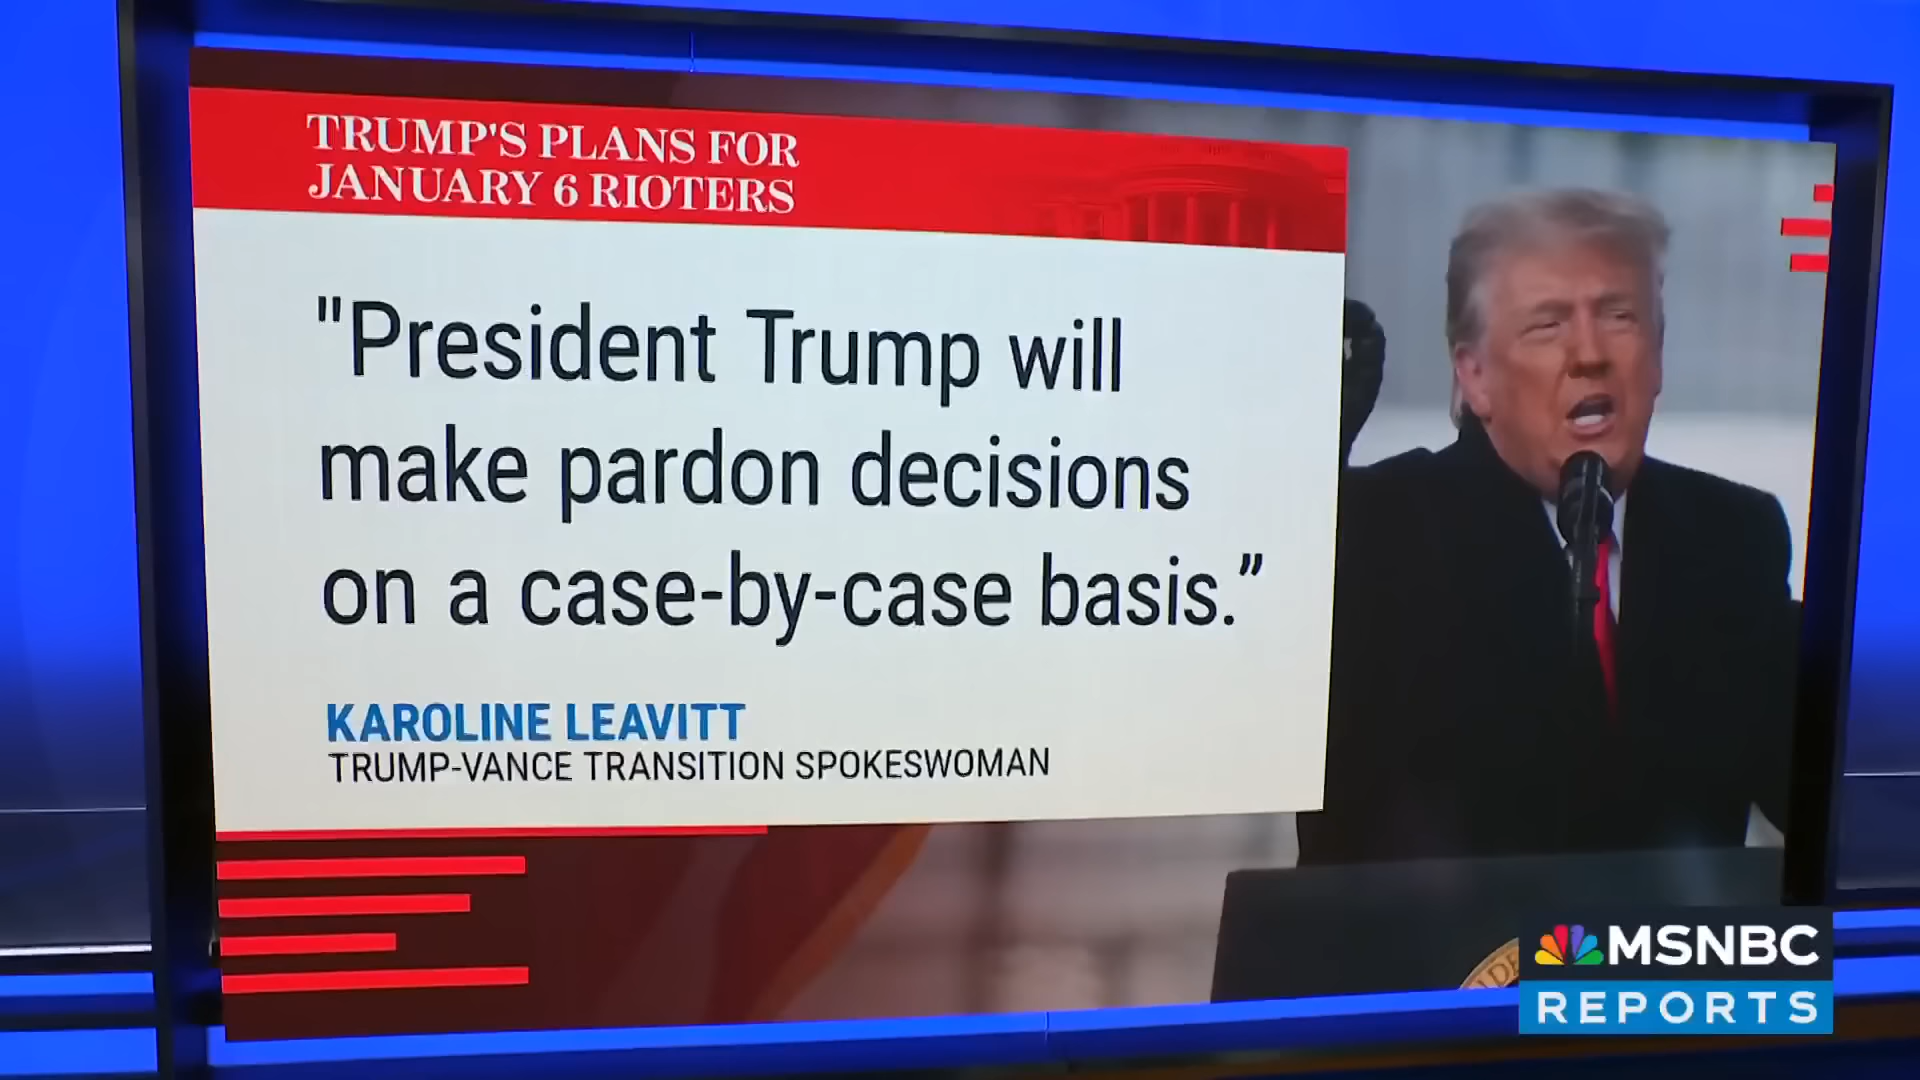 TRUMP'S PLANS FOR
JANUARY 6 RIOTERS
"President Trump will
make pardon decisions
on a case-by-case basis.”
KAROLINE LEAVITT
TRUMP-VANCE TRANSITION SPOKESWOMAN
MSNBC
REPORTS